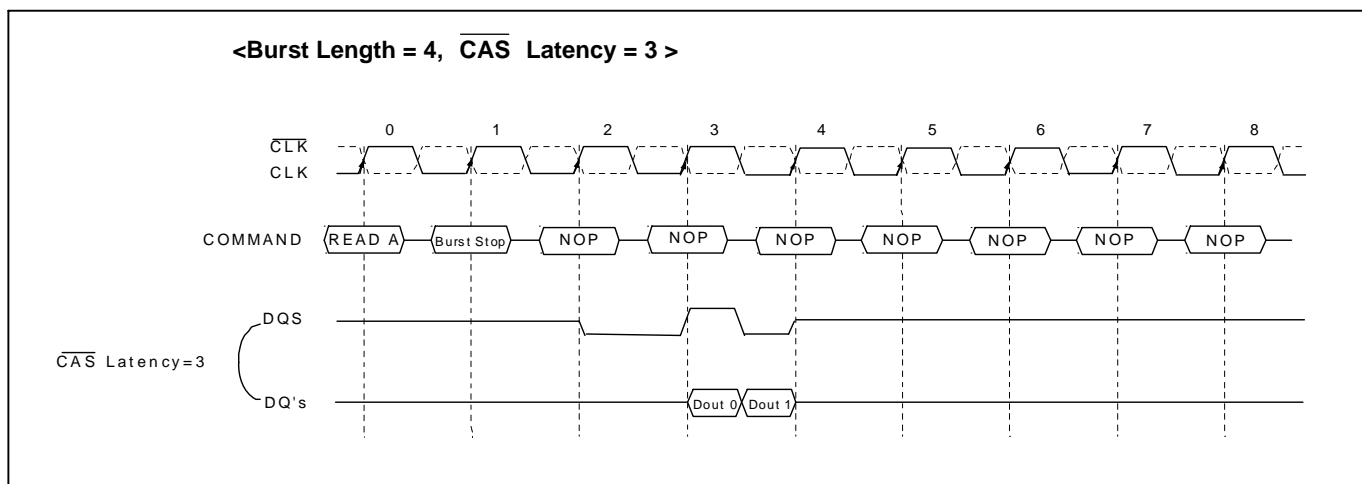 <Burst Length = 4, CAS Latency = 3 >
0 1 2 3 4 5 6 7 8
CLK
CLK
COMMAND READ A Burst Stop NOP NOP NOP NOP NOP NOP NOP
DQS
CAS Latency=3
DQ's Dout 0 Dout 1